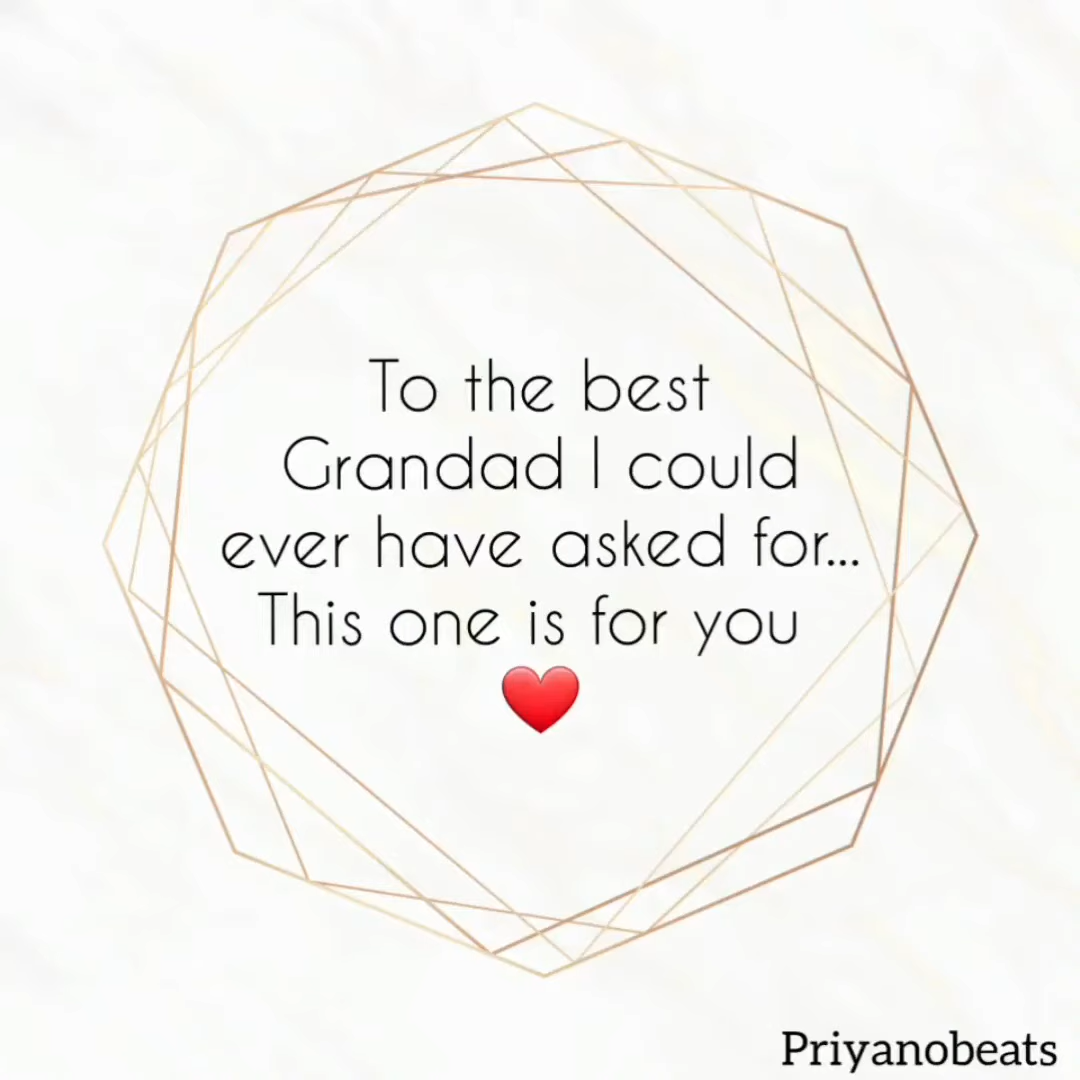 To the best
Grandad I could
ever have asked for...
This one is for you
❤️
Priyanobeats